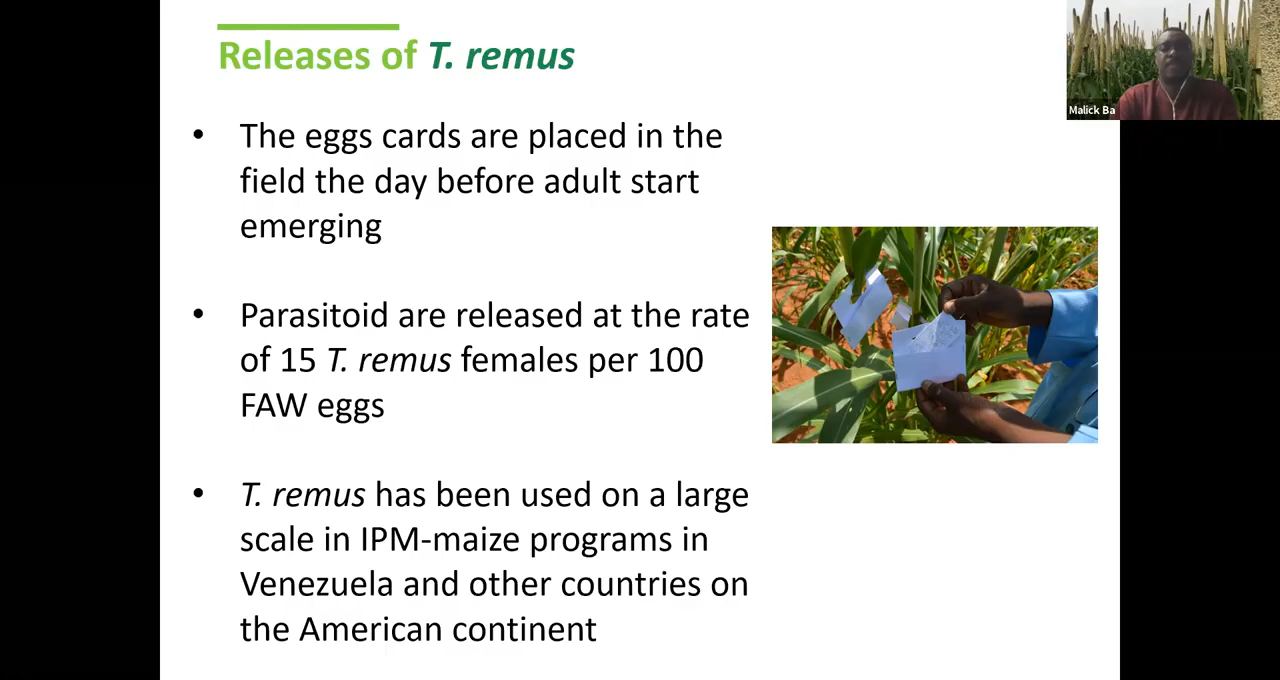 Releases of T. remus
Malick Ba
• The eggs cards are placed in the
field the day before adult start
emerging
• Parasitoid are released at the rate
of 15 T. remus females per 100
FAW eggs
• T. remus has been used on a large
scale in IPM-maize programs in
Venezuela and other countries on
the American continent